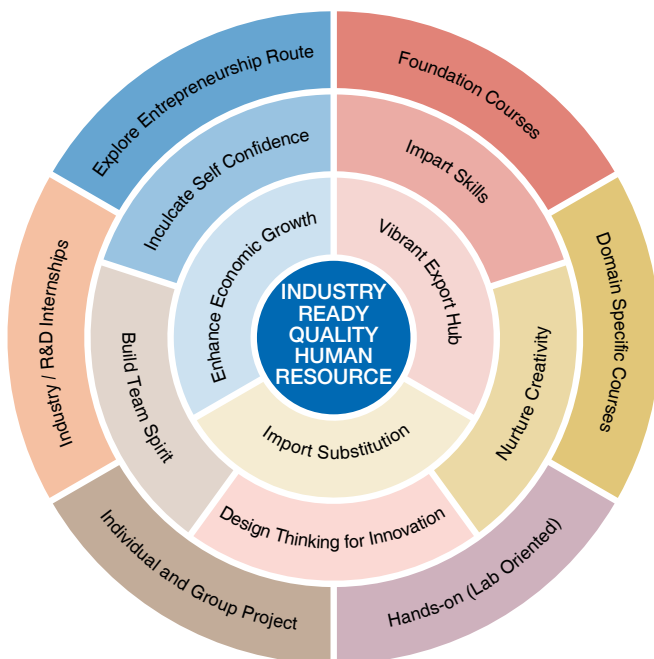 Explore Entrepreneurship Route
Foundation Courses
Domain Specific Courses
Hands-on (Lab Oriented)
Individual and Group Project
Industry / R&D Internships
Inculcate Self Confidence
Impart Skills
Nurture Creativity
Design Thinking for Innovation
Build Team Spirit
Enhance Economic Growth
Vibrant Export Hub
Import Substitution
INDUSTRY
READY
QUALITY
HUMAN
RESOURCE